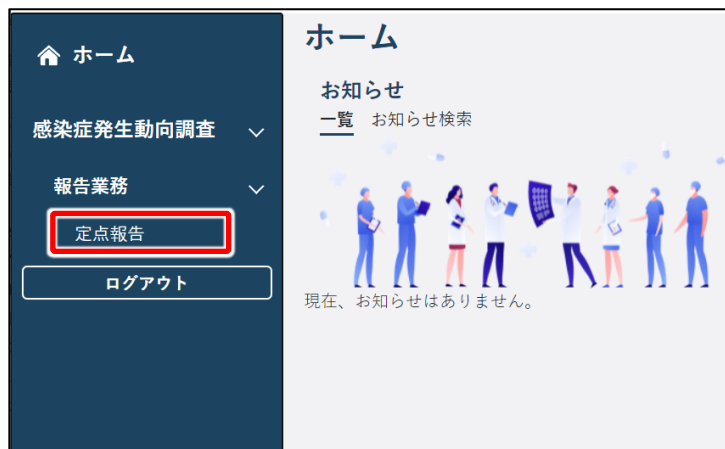 ホーム
感染症発生動向調査
報告業務
定点報告
ログアウト
ホーム
お知らせ
一覧 お知らせ検索
現在、お知らせはありません。